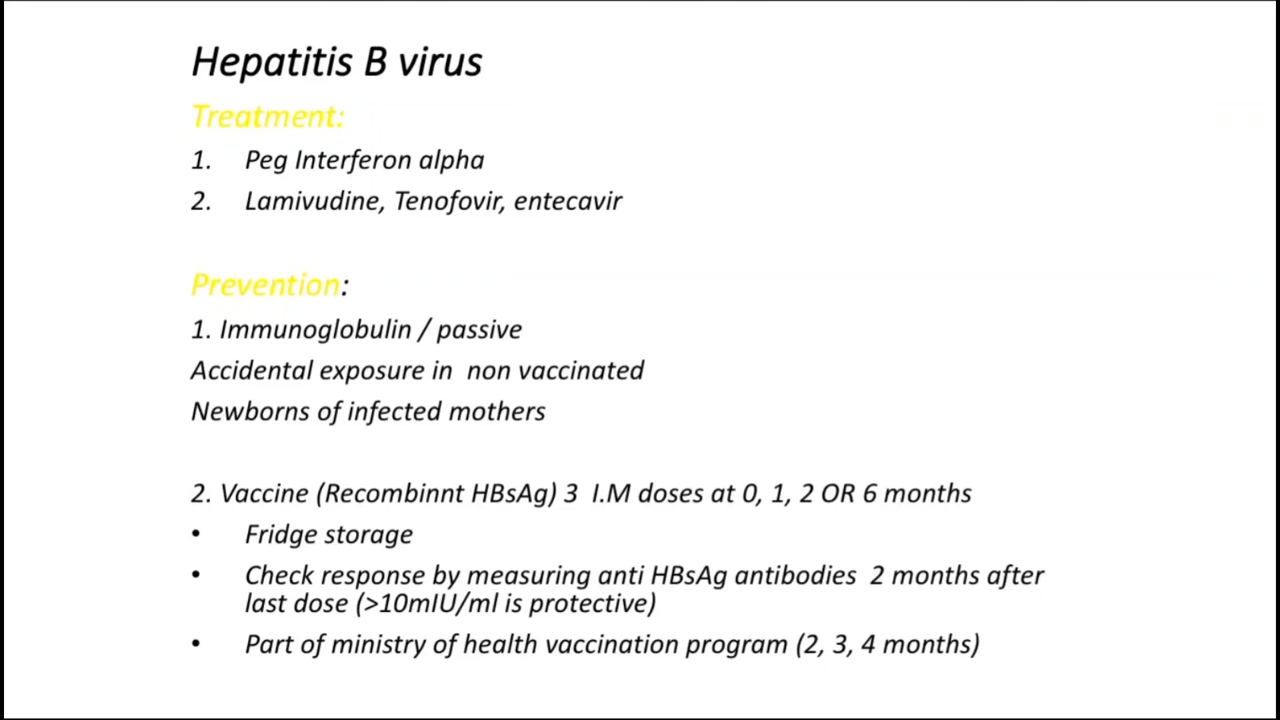 Hepatitis B virus
Treatment:
1. Peg Interferon alpha
2. Lamivudine, Tenofovir, entecavir
Prevention:
1. Immunoglobulin / passive
Accidental exposure in non vaccinated
Newborns of infected mothers
2. Vaccine (Recombinnt HBsAg) 3 I.M doses at 0, 1, 2 OR 6 months
• Fridge storage
• Check response by measuring anti HBsAg antibodies 2 months after
last dose (>10mIU/ml is protective)
• Part of ministry of health vaccination program (2, 3, 4 months)